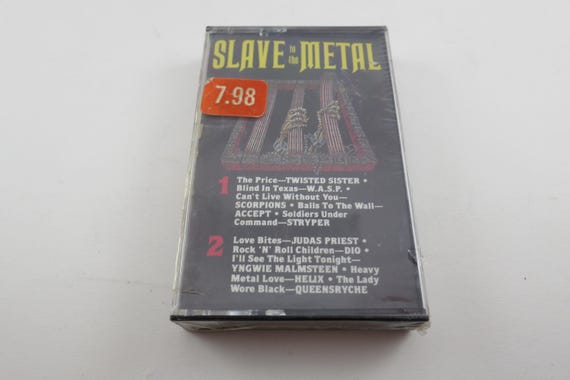 SLAVE to the METAL
7.98
1 The Price—TWISTED SISTER •
Blind In Texas—W.A.S.P. •
Can't Live Without You—
SCORPIONS • Balls To The Wall—
ACCEPT • Soldiers Under
Command—STRYPER
2 Love Bites—JUDAS PRIEST •
Rock 'N' Roll Children—DIO •
I'll See The Light Tonight—
YNGWIE MALMSTEEN • Heavy
Metal Love—HELIX • The Lady
Wore Black—QUEENSRYCHE